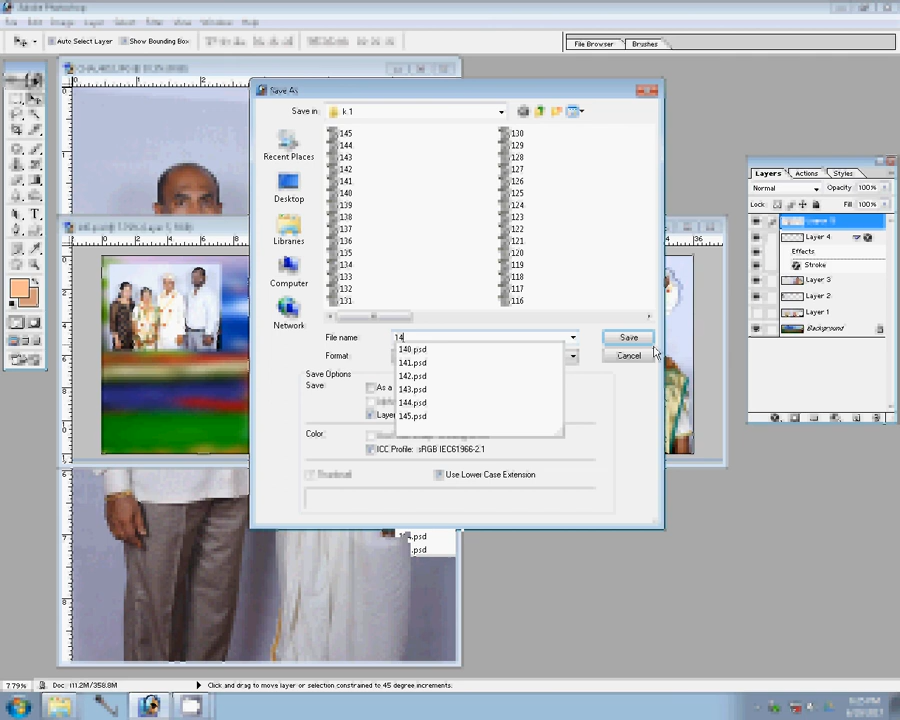 Adobe Photoshop
File Edit Image Layer Select Filter View Window Help
Auto Select Layer Show Bounding Box
File Browser Brushes
Save As
Save in: k 1
145 130
144 129
143 128
142 127
141 126
140 125
139 124
138 123
137 122
136 121
135 120
134 119
133 118
132 117
131 116
Recent Places
Desktop
Libraries
Computer
Network
File name: 14
Save
Format:
Cancel
140.psd
141.psd
142.psd
143.psd
144.psd
145.psd
Save Options
Save: As a
Layer
Color:
ICC Profile: sRGB IEC61966-2.1
Thumbnail Use Lower Case Extension
.psd
.psd
Layers Actions Styles
Normal Opacity: 100%
Lock: Fill: 100%
Layer 4
Effects
Stroke
Layer 3
Layer 2
Layer 1
Background
7.79% Doc: 111.2M/358.8M Click and drag to move layer or selection constrained to 45 degree increments.